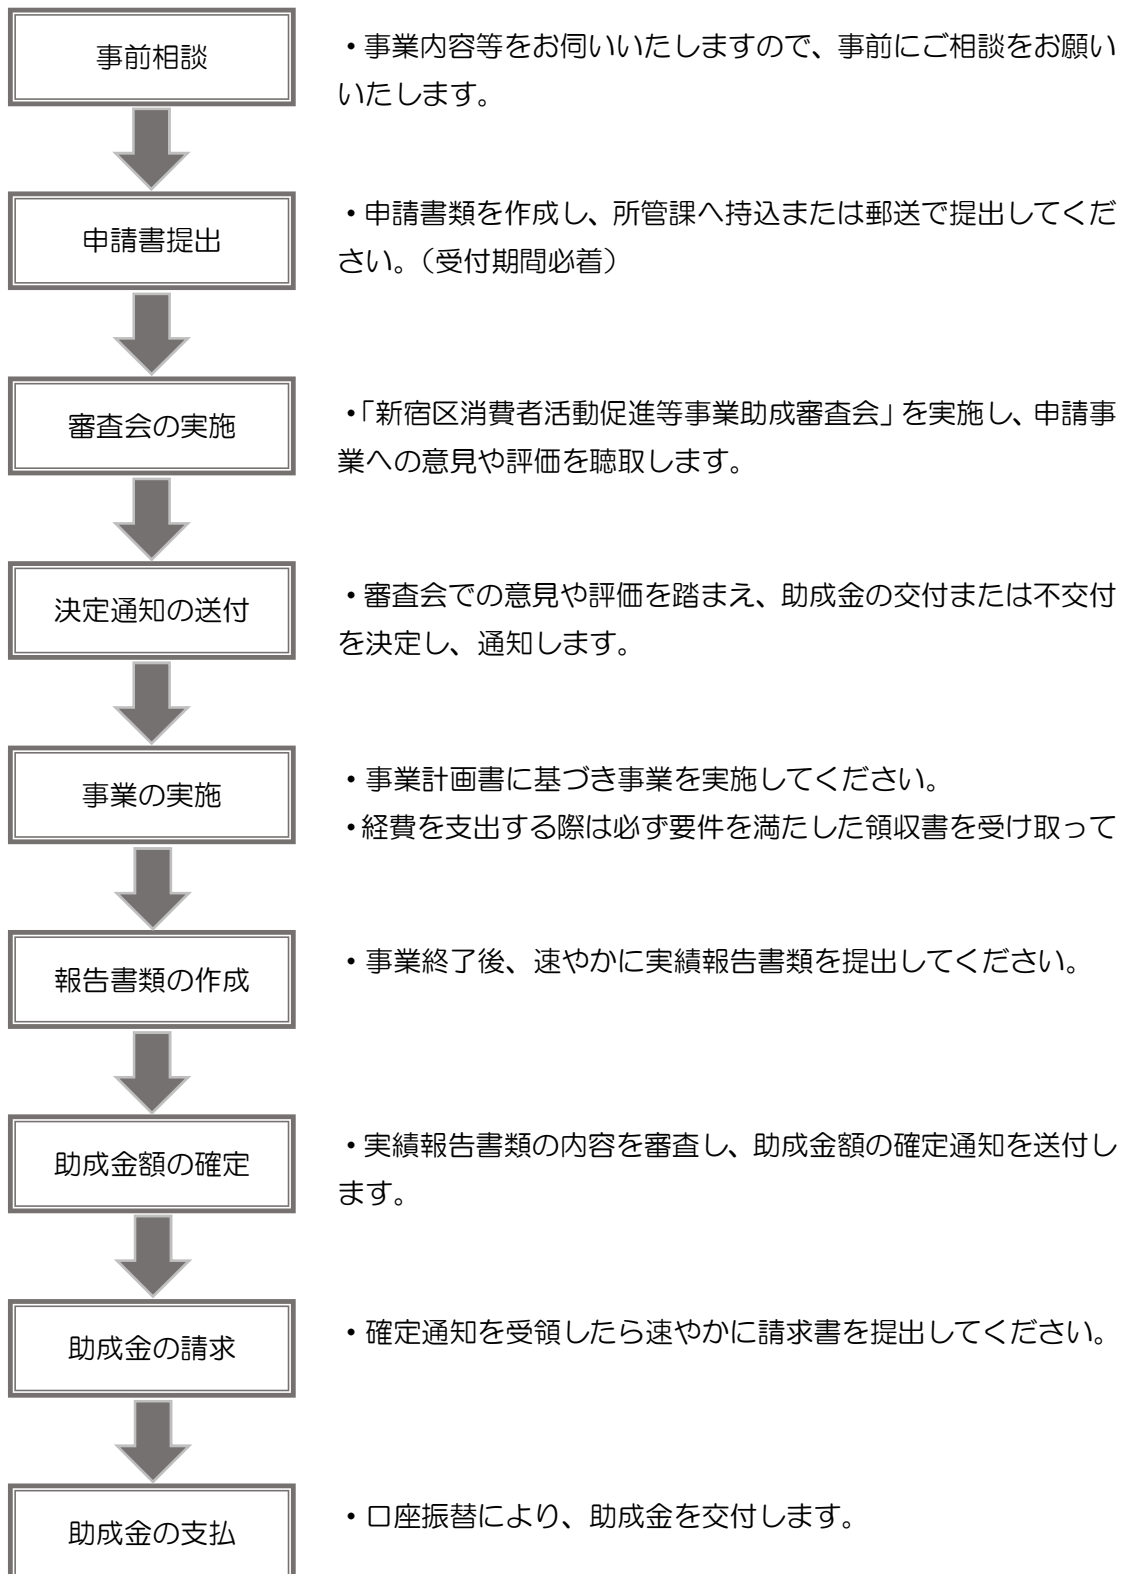 事前相談
・事業内容等をお伺いいたしますので、事前にご相談をお願い
いたします。
申請書提出
・申請書類を作成し、所管課へ持込または郵送で提出してくだ
さい。（受付期間必着）
審査会の実施
・「新宿区消費者活動促進等事業助成審査会」を実施し、申請事
業への意見や評価を聴取します。
決定通知の送付
・審査会での意見や評価を踏まえ、助成金の交付または不交付
を決定し、通知します。
事業の実施
・事業計画書に基づき事業を実施してください。
・経費を支出する際は必ず要件を満たした領収書を受け取って
報告書類の作成
・事業終了後、速やかに実績報告書類を提出してください。
助成金額の確定
・実績報告書類の内容を審査し、助成金額の確定通知を送付し
ます。
助成金の請求
・確定通知を受領したら速やかに請求書を提出してください。
助成金の支払
・口座振替により、助成金を交付します。